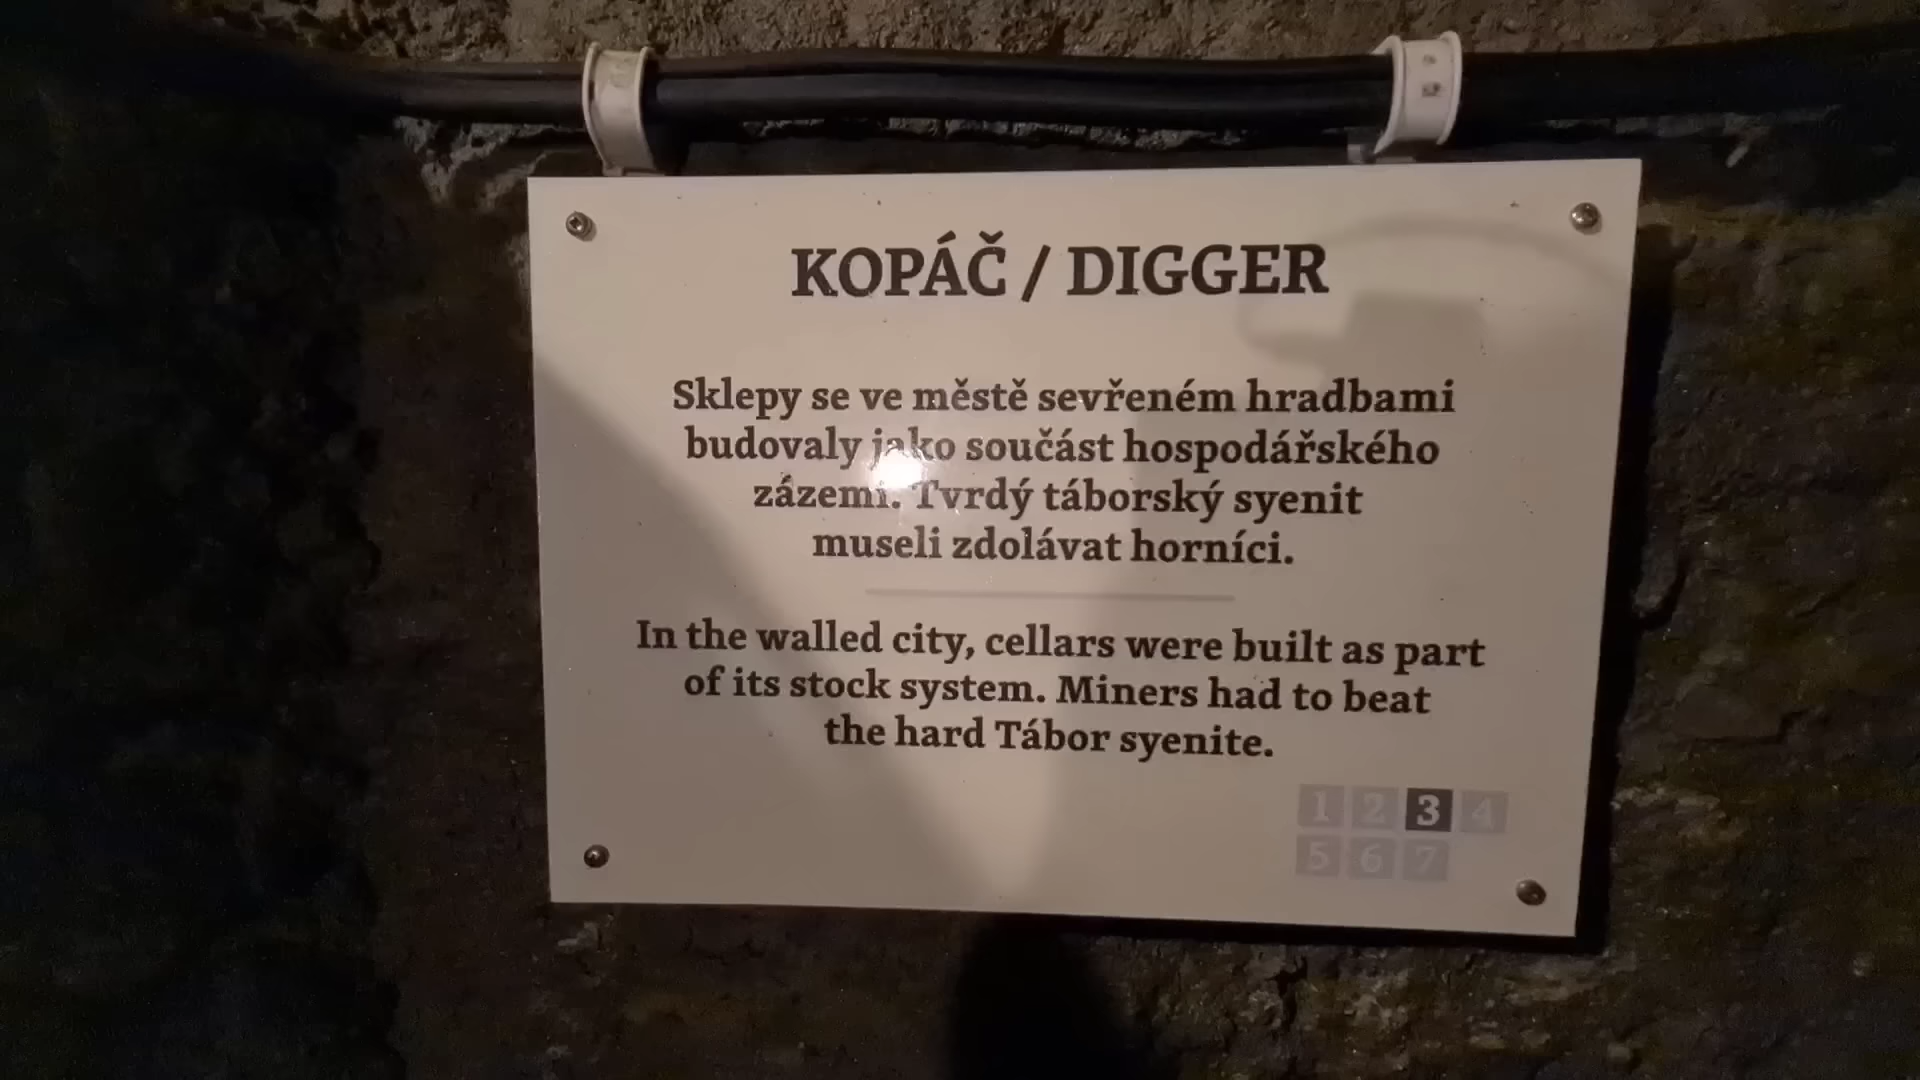 KOPÁČ / DIGGER
Sklepy se ve městě sevřeném hradbami
budovaly jako součást hospodářského
zázemí. Tvrdý táborský syenit
museli zdolávat horníci.
In the walled city, cellars were built as part
of its stock system. Miners had to beat
the hard Tábor syenite.
1 2 3 4
5 6 7